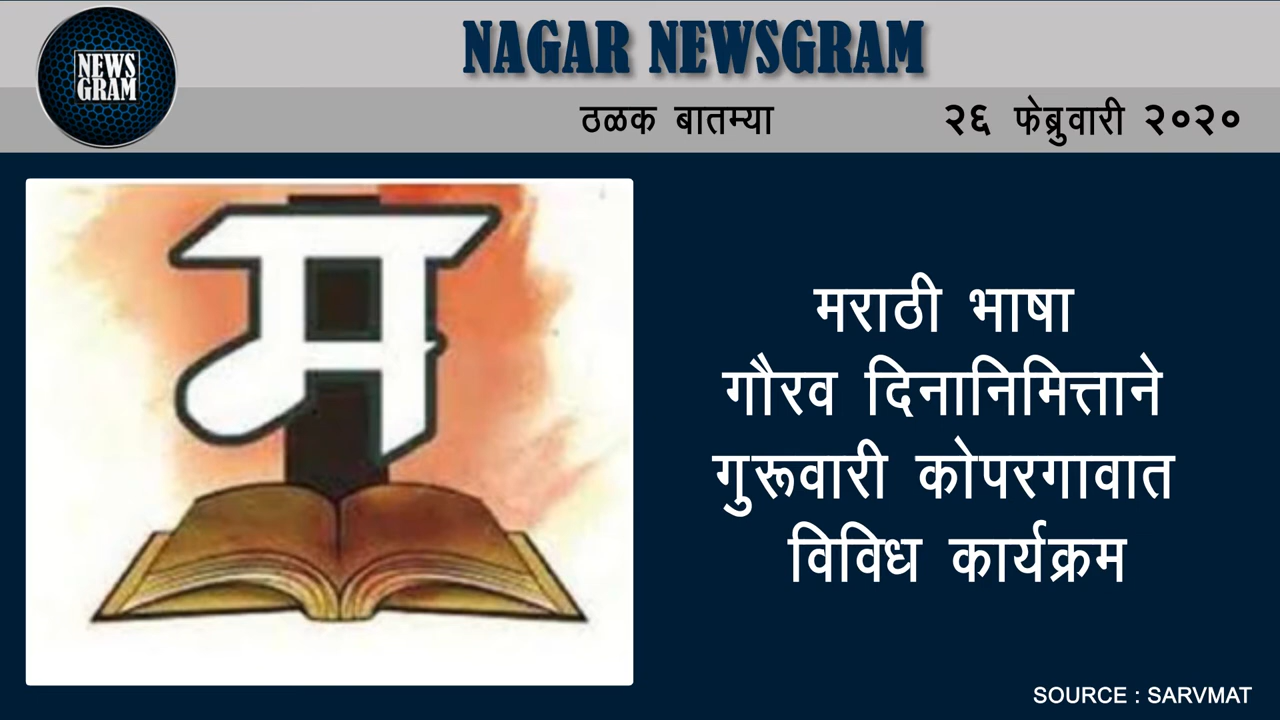 NEWS
GRAM
NAGAR NEWSGRAM
ठळक बातम्या
२६ फेब्रुवारी २०२०
म
मराठी भाषा
गौरव दिनानिमित्ताने
गुरूवारी कोपरगावात
विविध कार्यक्रम
SOURCE : SARVMAT